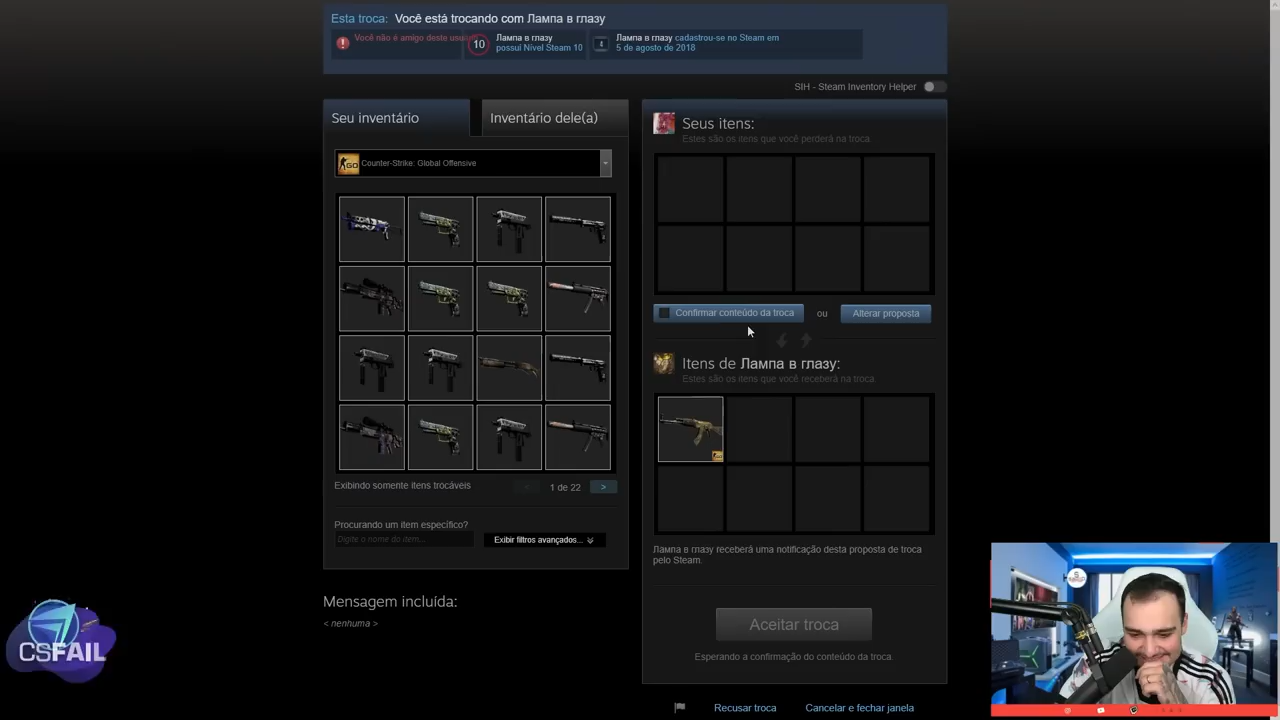 Esta troca: Você está trocando com Лампа в глазу
Você não é amigo deste
10
Лампа в глазу
possui Nível Steam 10
Лампа в глазу cadastrou-se no Steam em
5 de agosto de 2018
SIH - Steam Inventory Helper
Seu inventário
Inventário dele(a)
Counter-Strike: Global Offensive
Exibindo somente itens trocáveis
1 de 22
>
Procurando um item específico?
Digite o nome do item...
Exibir filtros avançados...
Mensagem incluída:
< nenhuma >
Seus itens:
Estes são os itens que você perderá na troca.
Confirmar conteúdo da troca
ou
Alterar proposta
Itens de Лампа в глазу:
Estes são os itens que você receberá na troca.
Лампа в глазу receberá uma notificação desta proposta de troca
pelo Steam.
Aceitar troca
Esperando a confirmação do conteúdo da troca.
Recusar troca
Cancelar e fechar janela
CSFAIL